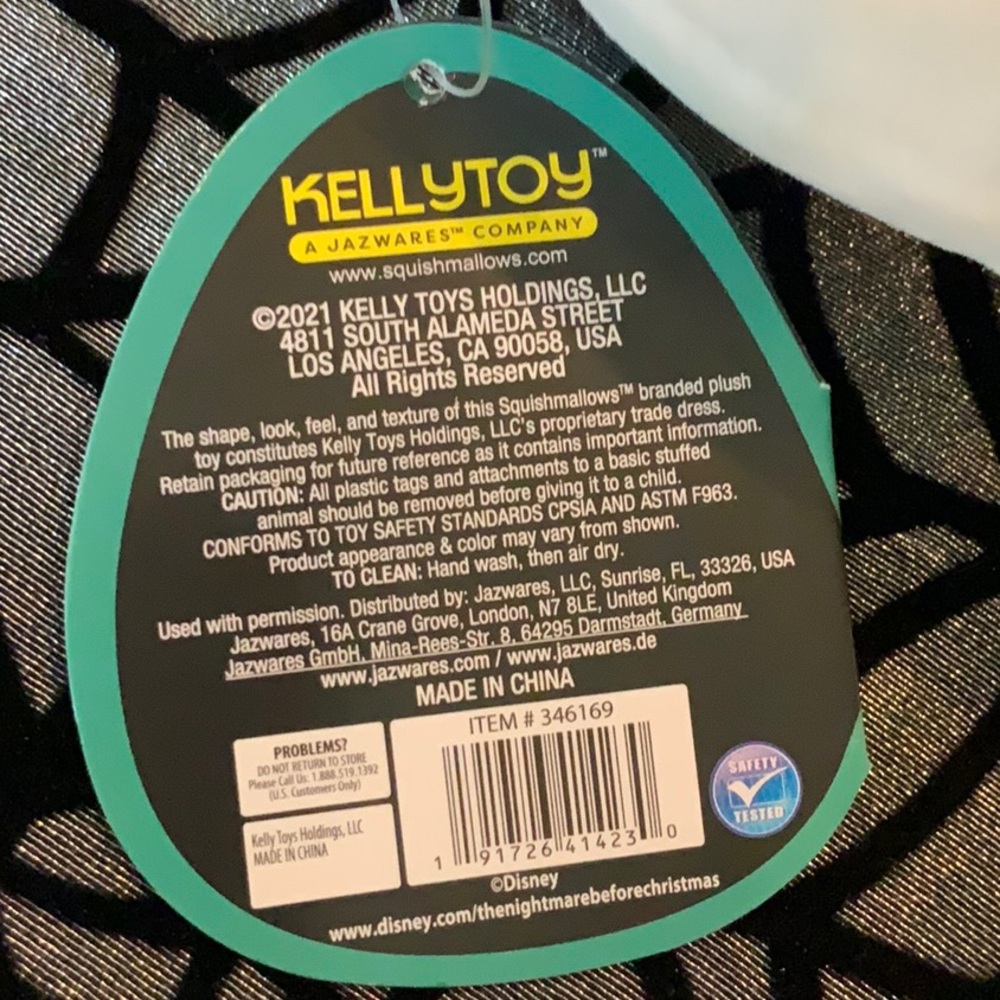 KELLYTOY™
A JAZWARES™ COMPANY
www.squishmallows.com
©2021 KELLY TOYS HOLDINGS, LLC
4811 SOUTH ALAMEDA STREET
LOS ANGELES, CA 90058, USA
All Rights Reserved
The shape, look, feel, and texture of this Squishmallows™ branded plush
toy constitutes Kelly Toys Holdings, LLC's proprietary trade dress.
Retain packaging for future reference as it contains important information.
CAUTION: All plastic tags and attachments to a basic stuffed
animal should be removed before giving it to a child.
CONFORMS TO TOY SAFETY STANDARDS CPSIA AND ASTM F963.
Product appearance & color may vary from shown.
TO CLEAN: Hand wash, then air dry.
Used with permission. Distributed by: Jazwares, LLC, Sunrise, FL, 33326, USA
Jazwares, 16A Crane Grove, London, N7 8LE, United Kingdom
Jazwares GmbH, Mina-Rees-Str. 8, 64295 Darmstadt, Germany
www.jazwares.com / www.jazwares.de
MADE IN CHINA
PROBLEMS?
DO NOT RETURN TO STORE
Please Call Us: 1.888.519.1392
(U.S. Customers Only)
Kelly Toys Holdings, LLC
MADE IN CHINA
ITEM # 346169
1 91726 41423 0
SAFETY
TESTED
©Disney
www.disney.com/thenightmarebeforechristmas